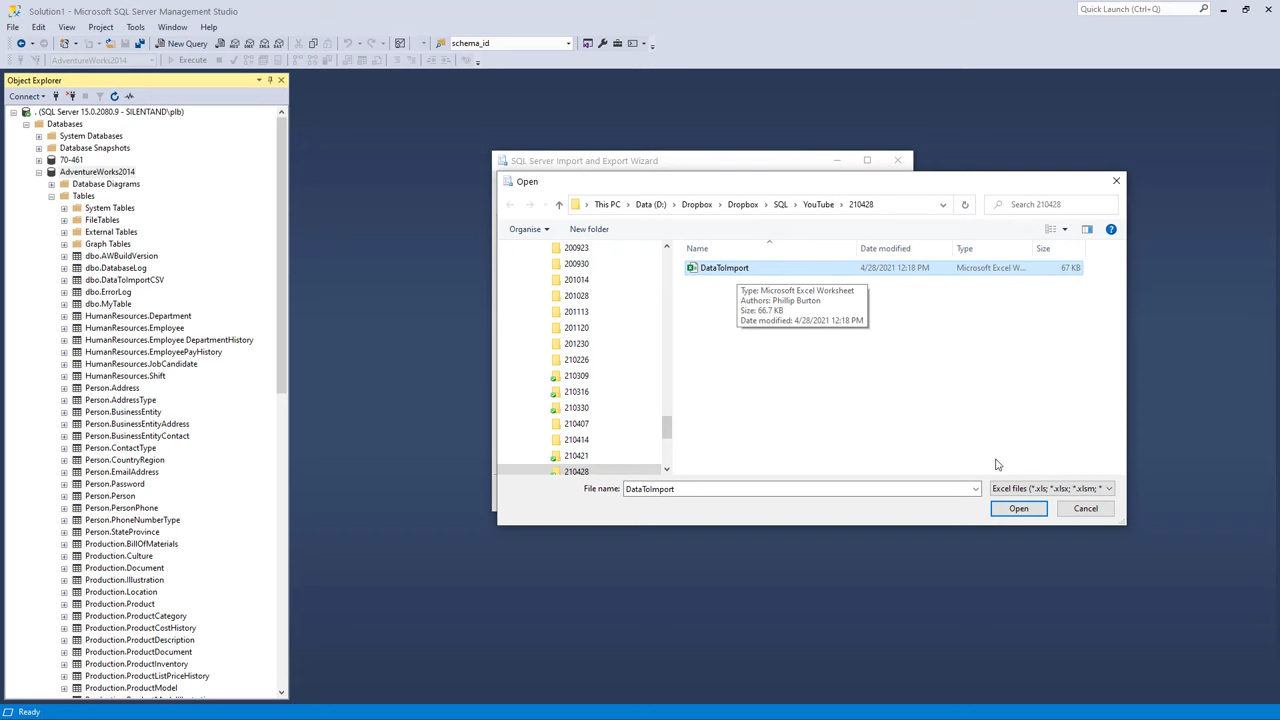 Solution1 - Microsoft SQL Server Management Studio
Quick Launch (Ctrl+Q)
File Edit View Project Tools Window Help
New Query
schema_id
AdventureWorks2014
Execute
Object Explorer
Connect
. (SQL Server 15.0.2080.9 - SILENTAND\plb)
Databases
System Databases
Database Snapshots
70-461
AdventureWorks2014
Database Diagrams
Tables
System Tables
FileTables
External Tables
Graph Tables
dbo.AWBuildVersion
dbo.DatabaseLog
dbo.DataToImportCSV
dbo.ErrorLog
dbo.MyTable
HumanResources.Department
HumanResources.Employee
HumanResources.Employee DepartmentHistory
HumanResources.EmployeePayHistory
HumanResources.JobCandidate
HumanResources.Shift
Person.Address
Person.AddressType
Person.BusinessEntity
Person.BusinessEntityAddress
Person.BusinessEntityContact
Person.ContactType
Person.CountryRegion
Person.EmailAddress
Person.Password
Person.Person
Person.PersonPhone
Person.PhoneNumberType
Person.StateProvince
Production.BillOfMaterials
Production.Culture
Production.Document
Production.Illustration
Production.Location
Production.Product
Production.ProductCategory
Production.ProductCostHistory
Production.ProductDescription
Production.ProductDocument
Production.ProductInventory
Production.ProductListPriceHistory
Production.ProductModel
SQL Server Import and Export Wizard
Open
This PC > Data (D:) > Dropbox > Dropbox > SQL > YouTube > 210428
Search 210428
Organise
New folder
200923
200930
201014
201028
201113
201120
201230
210226
210309
210316
210330
210407
210414
210421
210428
Name Date modified Type Size
DataToImport 4/28/2021 12:18 PM Microsoft Excel W... 67 KB
Type: Microsoft Excel Worksheet
Authors: Phillip Burton
Size: 66.7 KB
Date modified: 4/28/2021 12:18 PM
File name: DataToImport
Excel files (*.xls; *.xlsx; *.xlsm; *
Open
Cancel
Ready